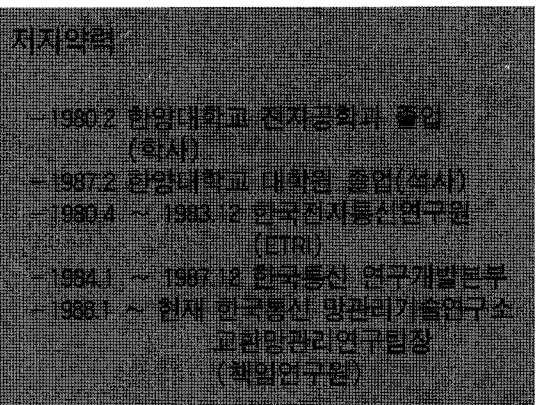 저자약력
- 1980.2 한양대학교 전자공학과 졸업
(학사)
- 1987.2 한양대학교 대학원 졸업(석사)
- 1980.4 ~ 1983.12 한국전자통신연구원
(ETRI)
- 1984.1 ~ 1987.12 한국통신 연구개발본부
- 1988.1 ~ 현재 한국통신 망관리기술연구소
교환망관리연구팀장
(책임연구원)